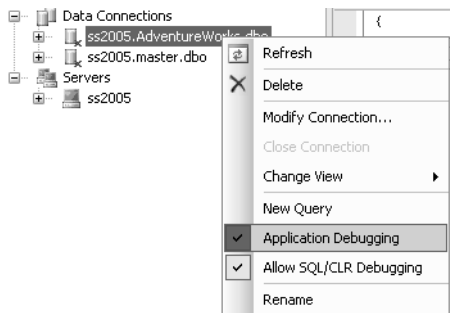 Data Connections
{
ss2005.AdventureWorks.dbo
ss2005.master.dbo
Servers
ss2005
Refresh
Delete
Modify Connection...
Close Connection
Change View
New Query
Application Debugging
Allow SQL/CLR Debugging
Rename